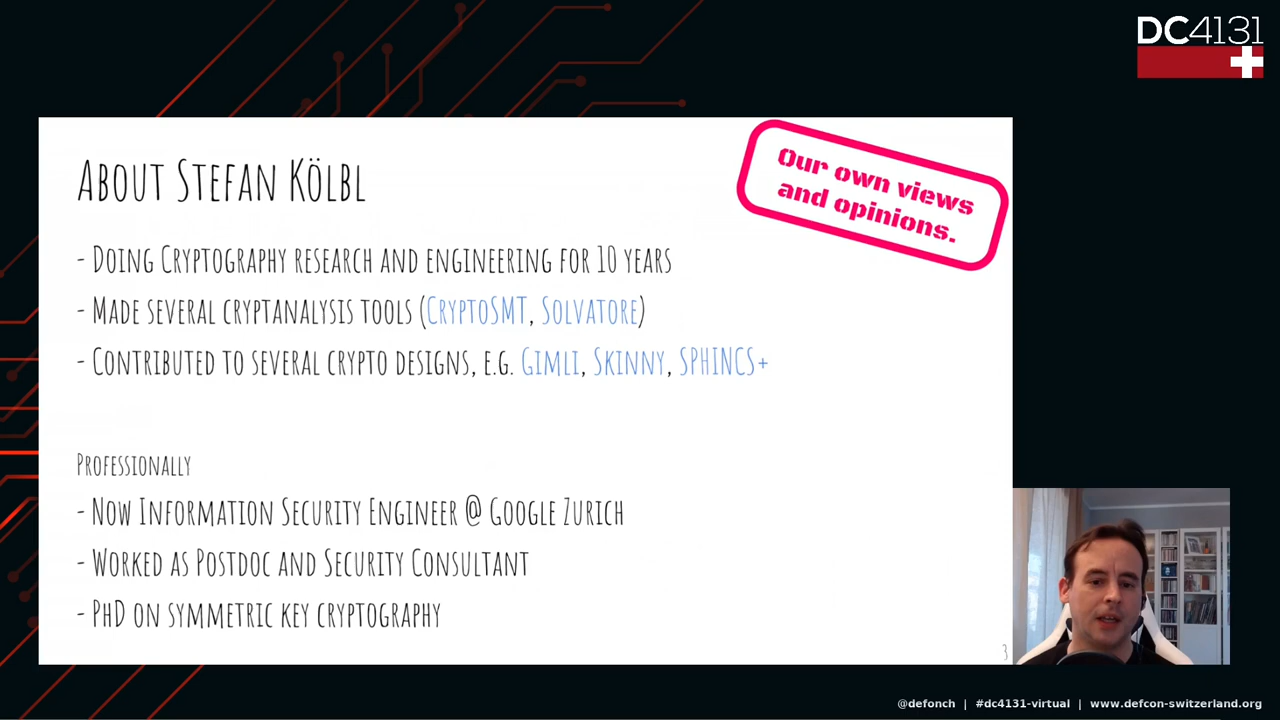 DC4131
About Stefan Kölbl
Our own views
and opinions.
- Doing Cryptography research and engineering for 10 years
- Made several cryptanalysis tools (CryptoSMT, Solvatore)
- Contributed to several crypto designs, e.g. Gimli, Skinny, SPHINCS+
Professionally
- Now Information Security Engineer @ Google Zurich
- Worked as Postdoc and Security Consultant
- PhD on symmetric key cryptography
3
@defonch | #dc4131-virtual | www.defcon-switzerland.org